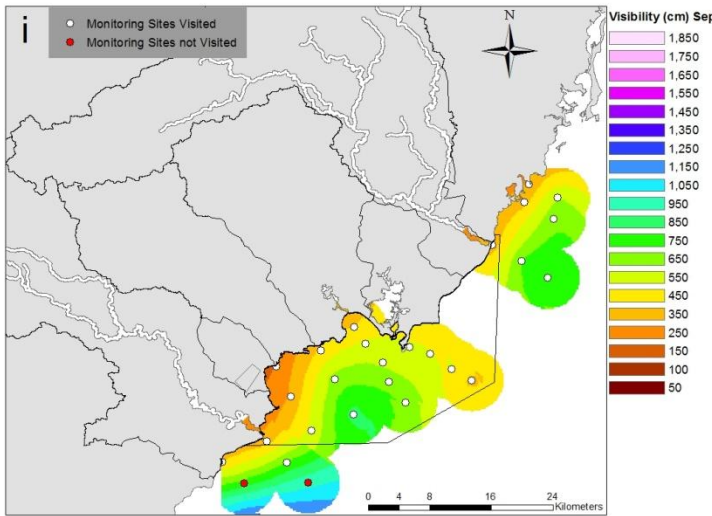 i
Monitoring Sites Visited
Monitoring Sites not Visited
N
Visibility (cm) Sep
1,850
1,750
1,650
1,550
1,450
1,350
1,250
1,150
1,050
950
850
750
650
550
450
350
250
150
100
50
0 4 8 16 24
Kilometers